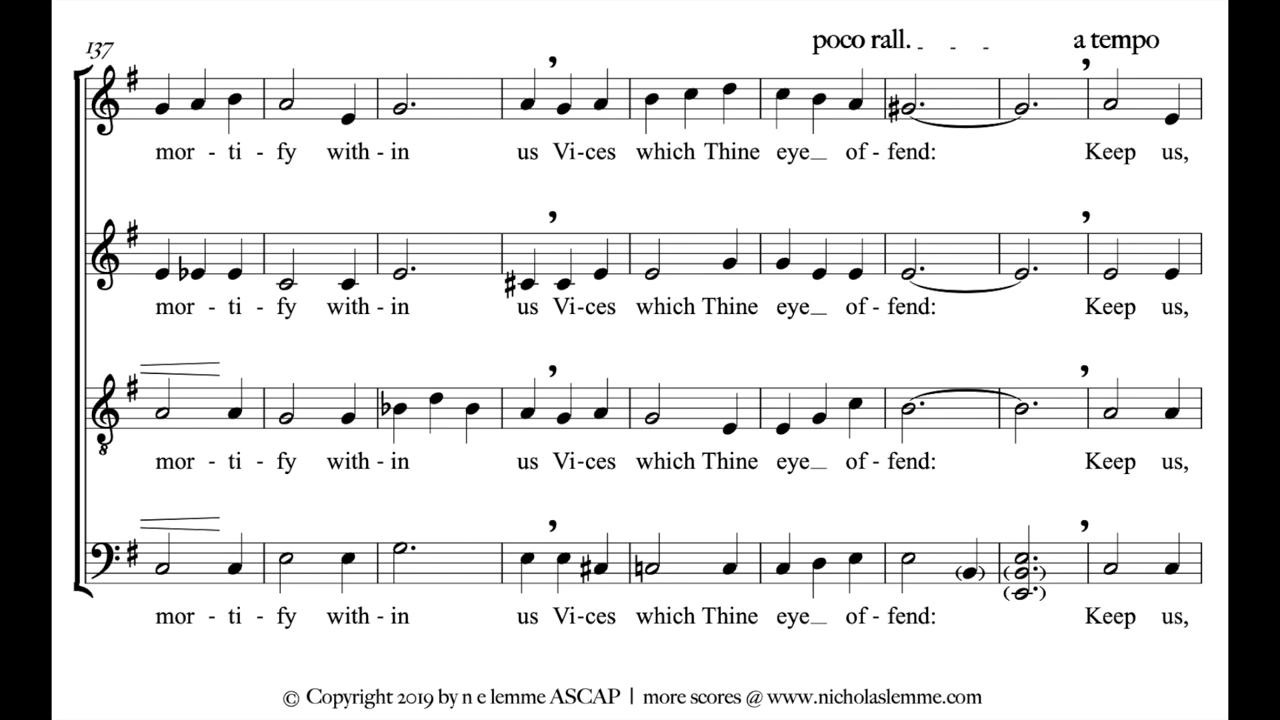 poco rall. - - - a tempo
137
mor - ti - fy with - in us Vi-ces which Thine eye_ of - fend: Keep us,
mor - ti - fy with - in us Vi-ces which Thine eye_ of - fend: Keep us,
mor - ti - fy with - in us Vi-ces which Thine eye_ of - fend: Keep us,
mor - ti - fy with - in us Vi-ces which Thine eye_ of - fend: Keep us,
© Copyright 2019 by n e lemme ASCAP | more scores @ www.nicholaslemme.com